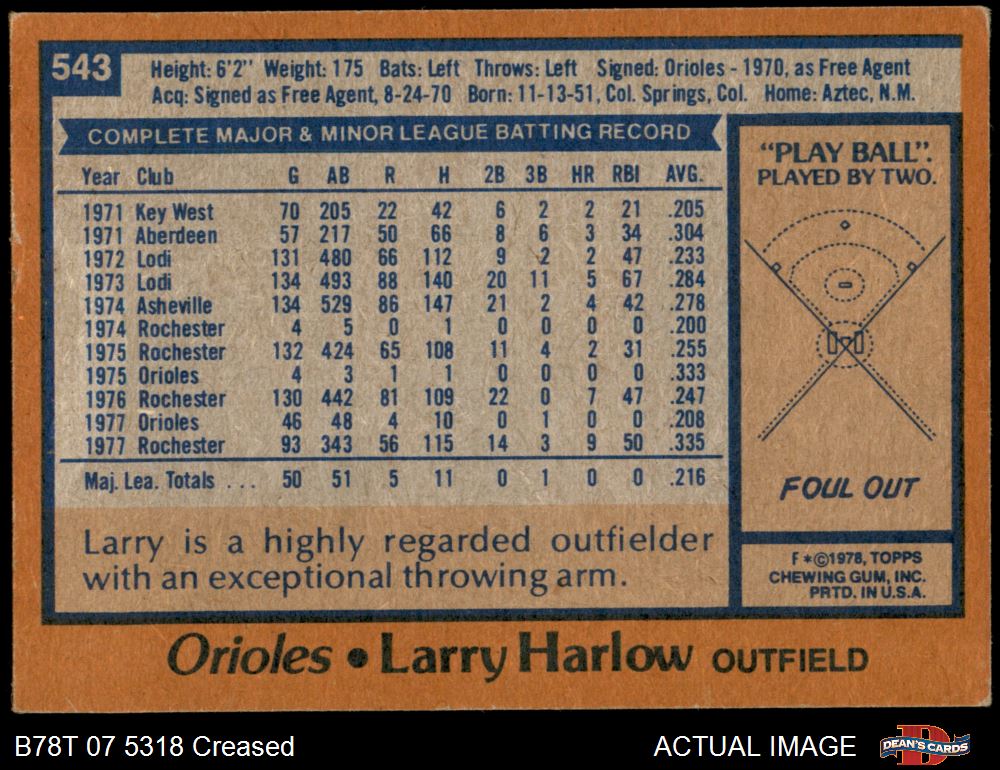 543
Height: 6'2" Weight: 175 Bats: Left Throws: Left Signed: Orioles - 1970, as Free Agent
Acq: Signed as Free Agent, 8-24-70 Born: 11-13-51, Col. Springs, Col. Home: Aztec, N.M.
COMPLETE MAJOR & MINOR LEAGUE BATTING RECORD
Year Club G AB R H 2B 3B HR RBI AVG.
1971 Key West 70 205 22 42 6 2 2 21 .205
1971 Aberdeen 57 217 50 66 8 6 3 34 .304
1972 Lodi 131 480 66 112 9 2 2 47 .233
1973 Lodi 134 493 88 140 20 11 5 67 .284
1974 Asheville 134 529 86 147 21 2 4 42 .278
1974 Rochester 4 5 0 1 0 0 0 0 .200
1975 Rochester 132 424 65 108 11 4 2 31 .255
1975 Orioles 4 3 1 1 0 0 0 0 .333
1976 Rochester 130 442 81 109 22 0 7 47 .247
1977 Orioles 46 48 4 10 0 1 0 0 .208
1977 Rochester 93 343 56 115 14 3 9 50 .335
Maj. Lea. Totals . . . 50 51 5 11 0 1 0 0 .216
Larry is a highly regarded outfielder
with an exceptional throwing arm.
"PLAY BALL".
PLAYED BY TWO.
FOUL OUT
F*©1978, TOPPS
CHEWING GUM, INC.
PRTD. IN U.S.A.
Orioles • Larry Harlow OUTFIELD
B78T 07 5318 Creased
ACTUAL IMAGE
D
DEAN'S CARDS